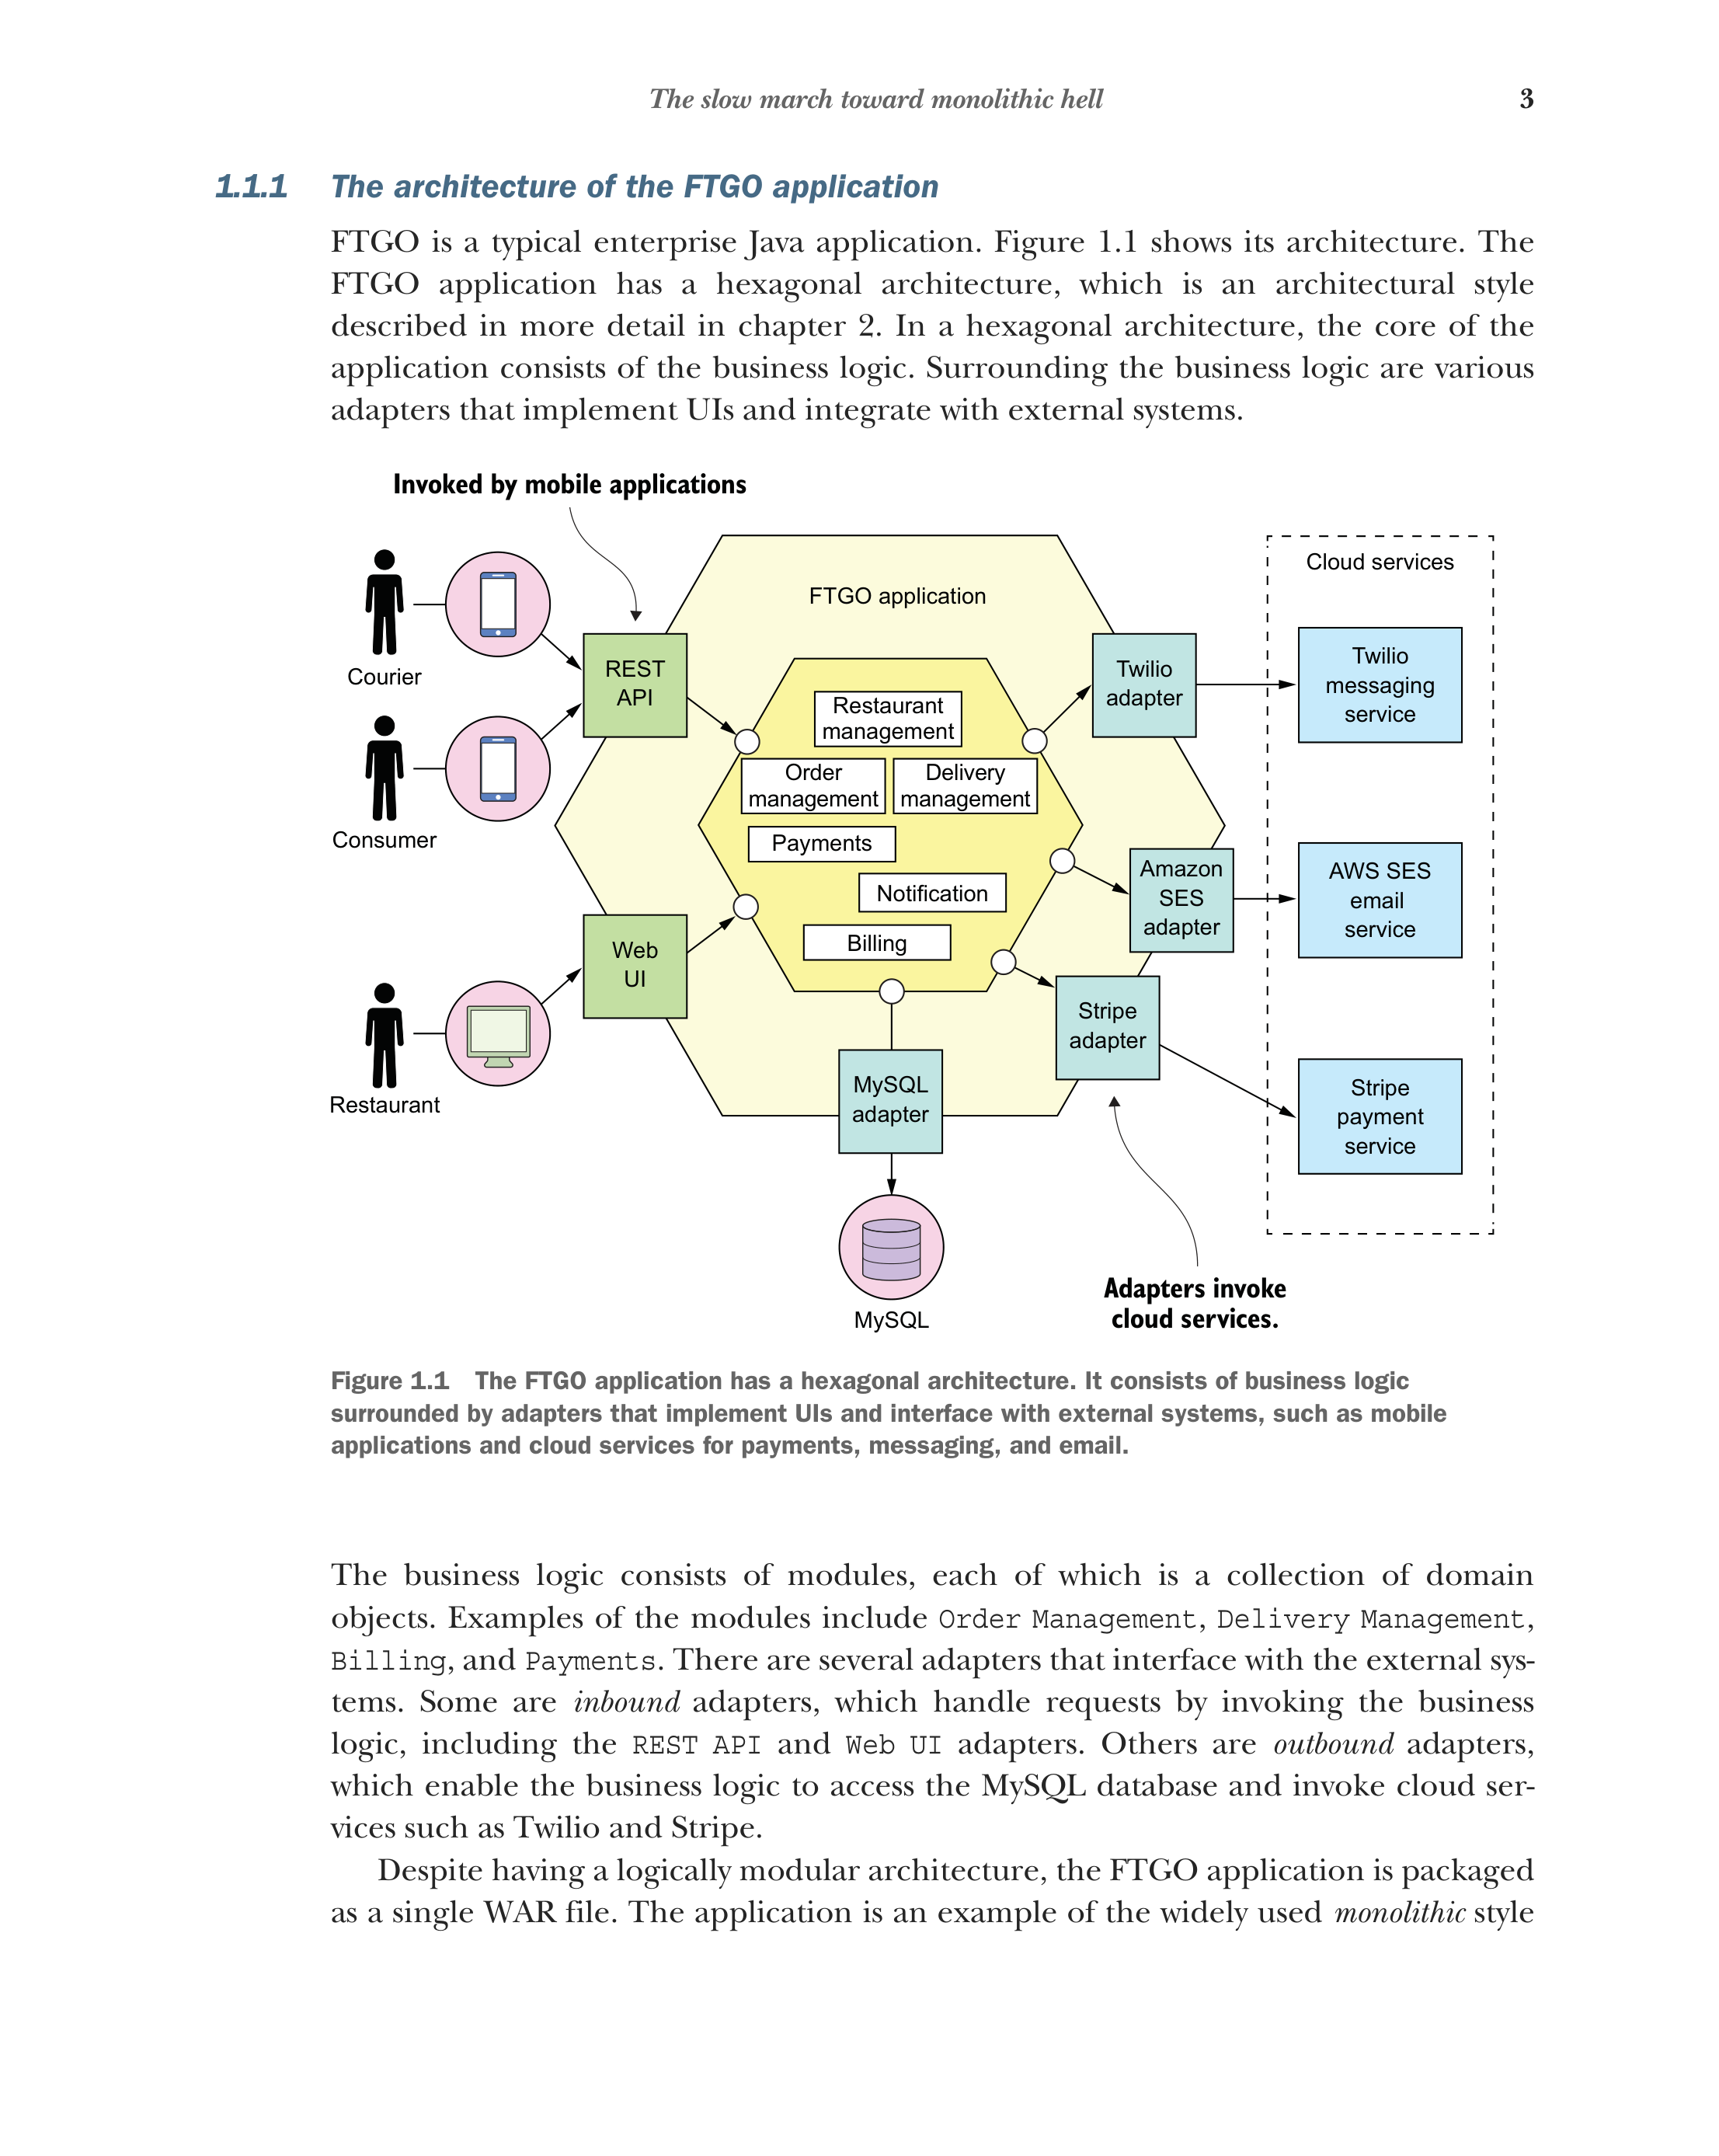 The slow march toward monolithic hell
3
1.1.1 The architecture of the FTGO application
FTGO is a typical enterprise Java application. Figure 1.1 shows its architecture. The
FTGO application has a hexagonal architecture, which is an architectural style
described in more detail in chapter 2. In a hexagonal architecture, the core of the
application consists of the business logic. Surrounding the business logic are various
adapters that implement UIs and integrate with external systems.
Invoked by mobile applications
Courier
Consumer
Restaurant
REST
API
Web
UI
FTGO application
Restaurant
management
Order
management
Delivery
management
Payments
Notification
Billing
MySQL
adapter
MySQL
Twilio
adapter
Amazon
SES
adapter
Stripe
adapter
Cloud services
Twilio
messaging
service
AWS SES
email
service
Stripe
payment
service
Adapters invoke
cloud services.
Figure 1.1 The FTGO application has a hexagonal architecture. It consists of business logic
surrounded by adapters that implement UIs and interface with external systems, such as mobile
applications and cloud services for payments, messaging, and email.
The business logic consists of modules, each of which is a collection of domain
objects. Examples of the modules include Order Management, Delivery Management,
Billing, and Payments. There are several adapters that interface with the external sys-
tems. Some are inbound adapters, which handle requests by invoking the business
logic, including the REST API and Web UI adapters. Others are outbound adapters,
which enable the business logic to access the MySQL database and invoke cloud ser-
vices such as Twilio and Stripe.
Despite having a logically modular architecture, the FTGO application is packaged
as a single WAR file. The application is an example of the widely used monolithic style